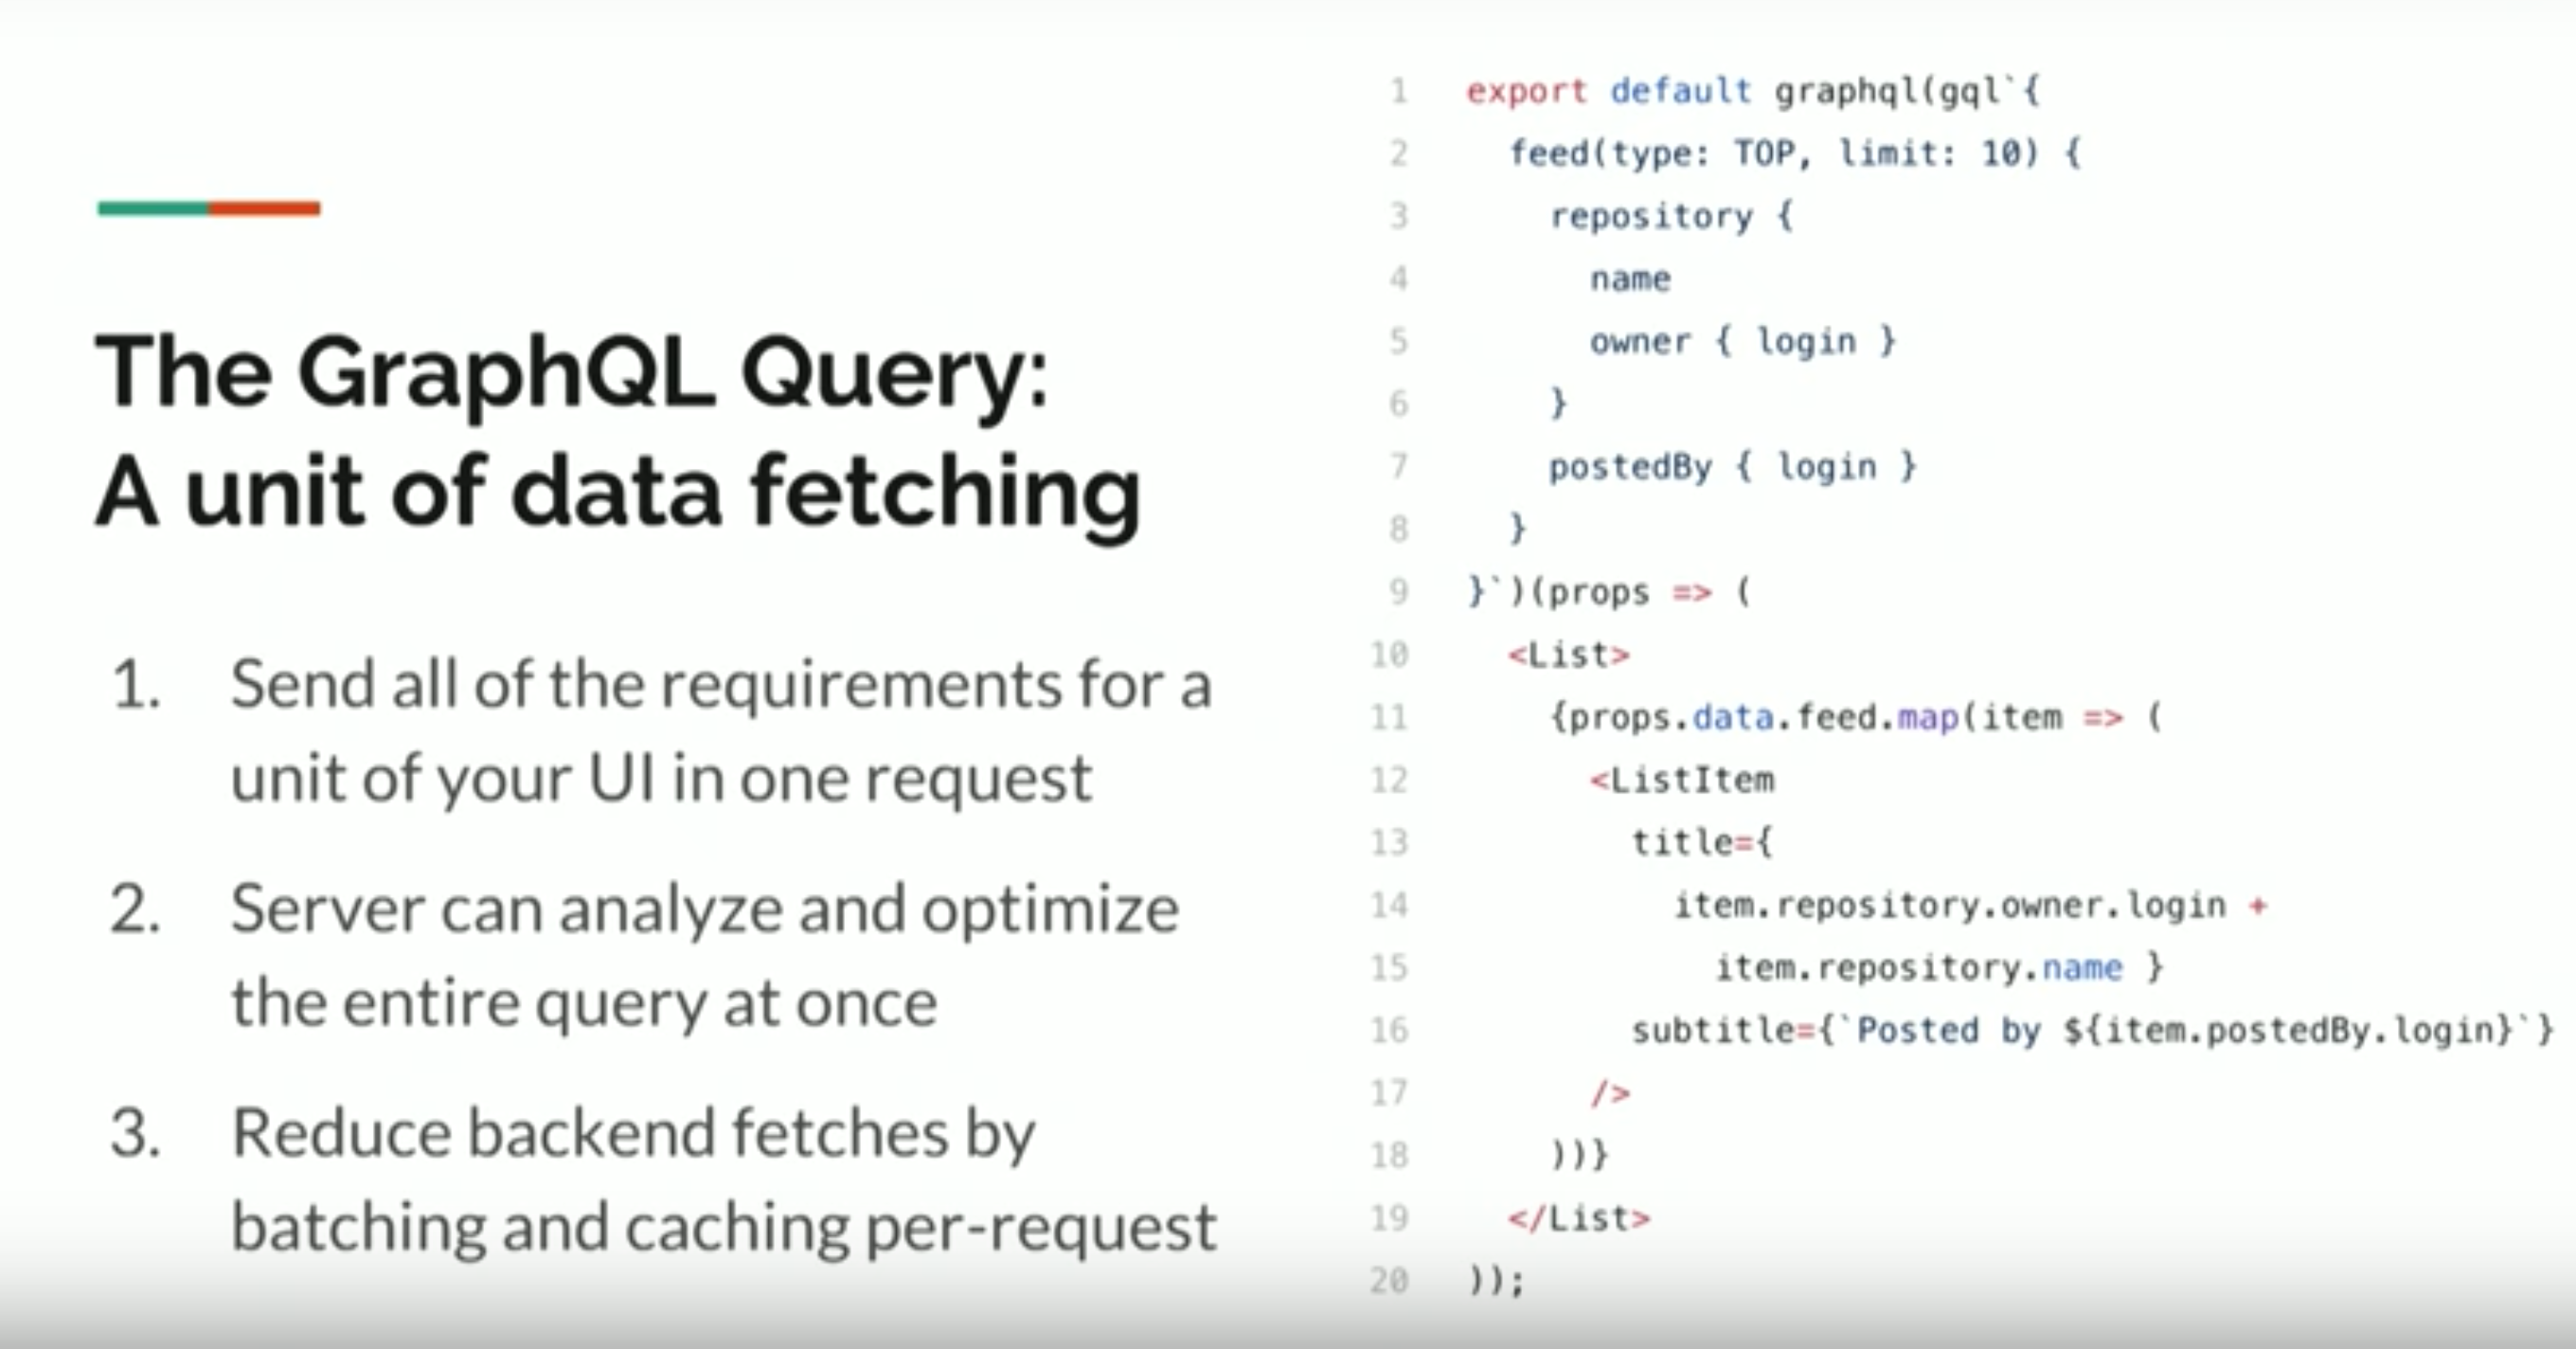 The GraphQL Query:
A unit of data fetching
1. Send all of the requirements for a
unit of your UI in one request
2. Server can analyze and optimize
the entire query at once
3. Reduce backend fetches by
batching and caching per-request
1 export default graphql(gql`{
2   feed(type: TOP, limit: 10) {
3     repository {
4       name
5       owner { login }
6     }
7     postedBy { login }
8   }
9 }`)(props => (
10   <List>
11     {props.data.feed.map(item => (
12       <ListItem
13         title={
14           item.repository.owner.login +
15             item.repository.name }
16         subtitle={`Posted by ${item.postedBy.login}`}
17       />
18     ))}
19   </List>
20 ));